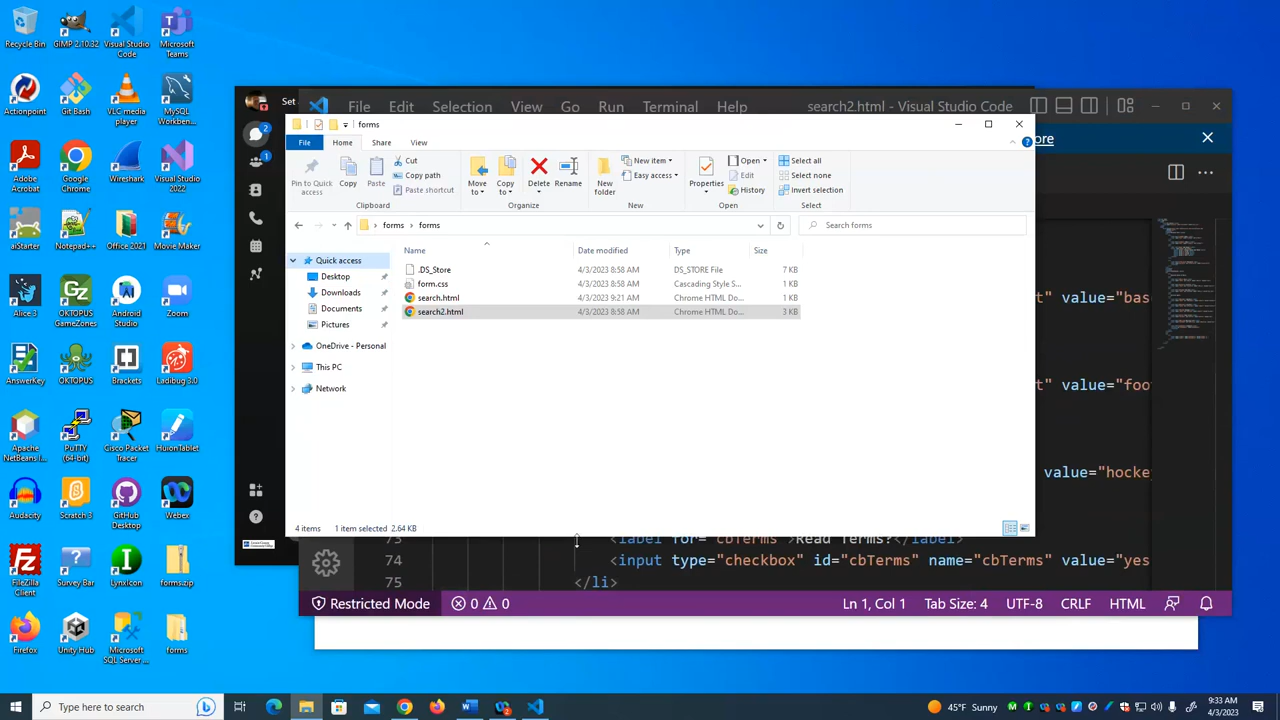 Recycle Bin
GIMP 2.10.32
Visual Studio Code
Microsoft Teams
Actionpoint
Git Bash
VLC media player
MySQL Workben...
Adobe Acrobat
Google Chrome
Wireshark
Visual Studio 2022
aiStarter
Notepad++
Office 2021
Movie Maker
Alice 3
OKTOPUS GameZones
Android Studio
Zoom
AnswerKey
OKTOPUS
Brackets
Ladibug 3.0
Apache NetBeans I...
PuTTY (64-bit)
Cisco Packet Tracer
HuionTablet
Audacity
Scratch 3
GitHub Desktop
Webex
FileZilla Client
Survey Bar
LynxIcon
forms.zip
Firefox
Unity Hub
Microsoft SQL Server ...
forms
Set
2
1
File Edit Selection View Go Run Terminal Help
search2.html - Visual Studio Code
ore
forms
File Home Share View
Pin to Quick access
Copy
Paste
Cut
Copy path
Paste shortcut
Clipboard
Move to
Copy to
Delete
Rename
Organize
New folder
New item
Easy access
New
Properties
Open
Edit
History
Open
Select all
Select none
Invert selection
Select
forms > forms
Search forms
Name Date modified Type Size
.DS_Store 4/3/2023 8:58 AM DS_STORE File 7 KB
form.css 4/3/2023 8:58 AM Cascading Style S... 1 KB
search.html 4/3/2023 9:21 AM Chrome HTML Do... 1 KB
search2.html 4/3/2023 8:58 AM Chrome HTML Do... 3 KB
Quick access
Desktop
Downloads
Documents
Pictures
OneDrive - Personal
This PC
Network
4 items 1 item selected 2.64 KB
t" value="bas
t" value="foo
value="hockey
73 <label for="cbTerms">Read Terms?</label>
74 <input type="checkbox" id="cbTerms" name="cbTerms" value="yes
75 </li>
Restricted Mode 0 0 Ln 1, Col 1 Tab Size: 4 UTF-8 CRLF HTML
Type here to search
2
45°F Sunny
9:33 AM
4/3/2023